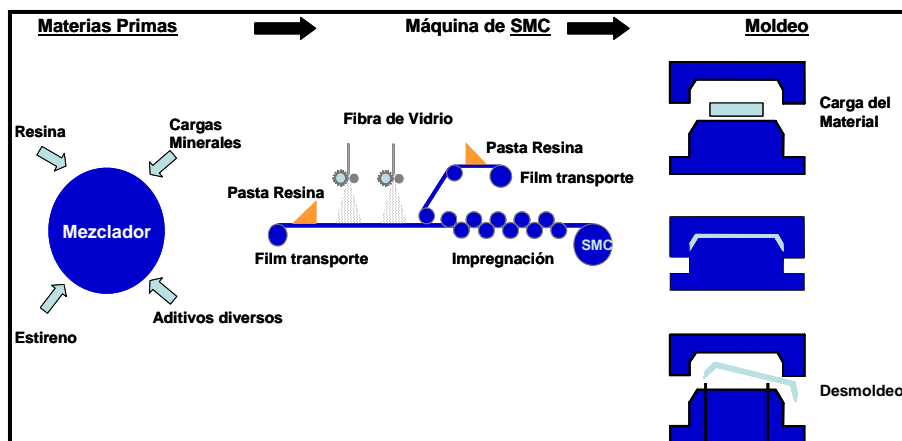 Materias Primas
Máquina de SMC
Moldeo
Resina
Cargas
Minerales
Mezclador
Estireno
Aditivos diversos
Fibra de Vidrio
Pasta Resina
Film transporte
Pasta Resina
Film transporte
Impregnación
SMC
Carga del
Material
Desmoldeo